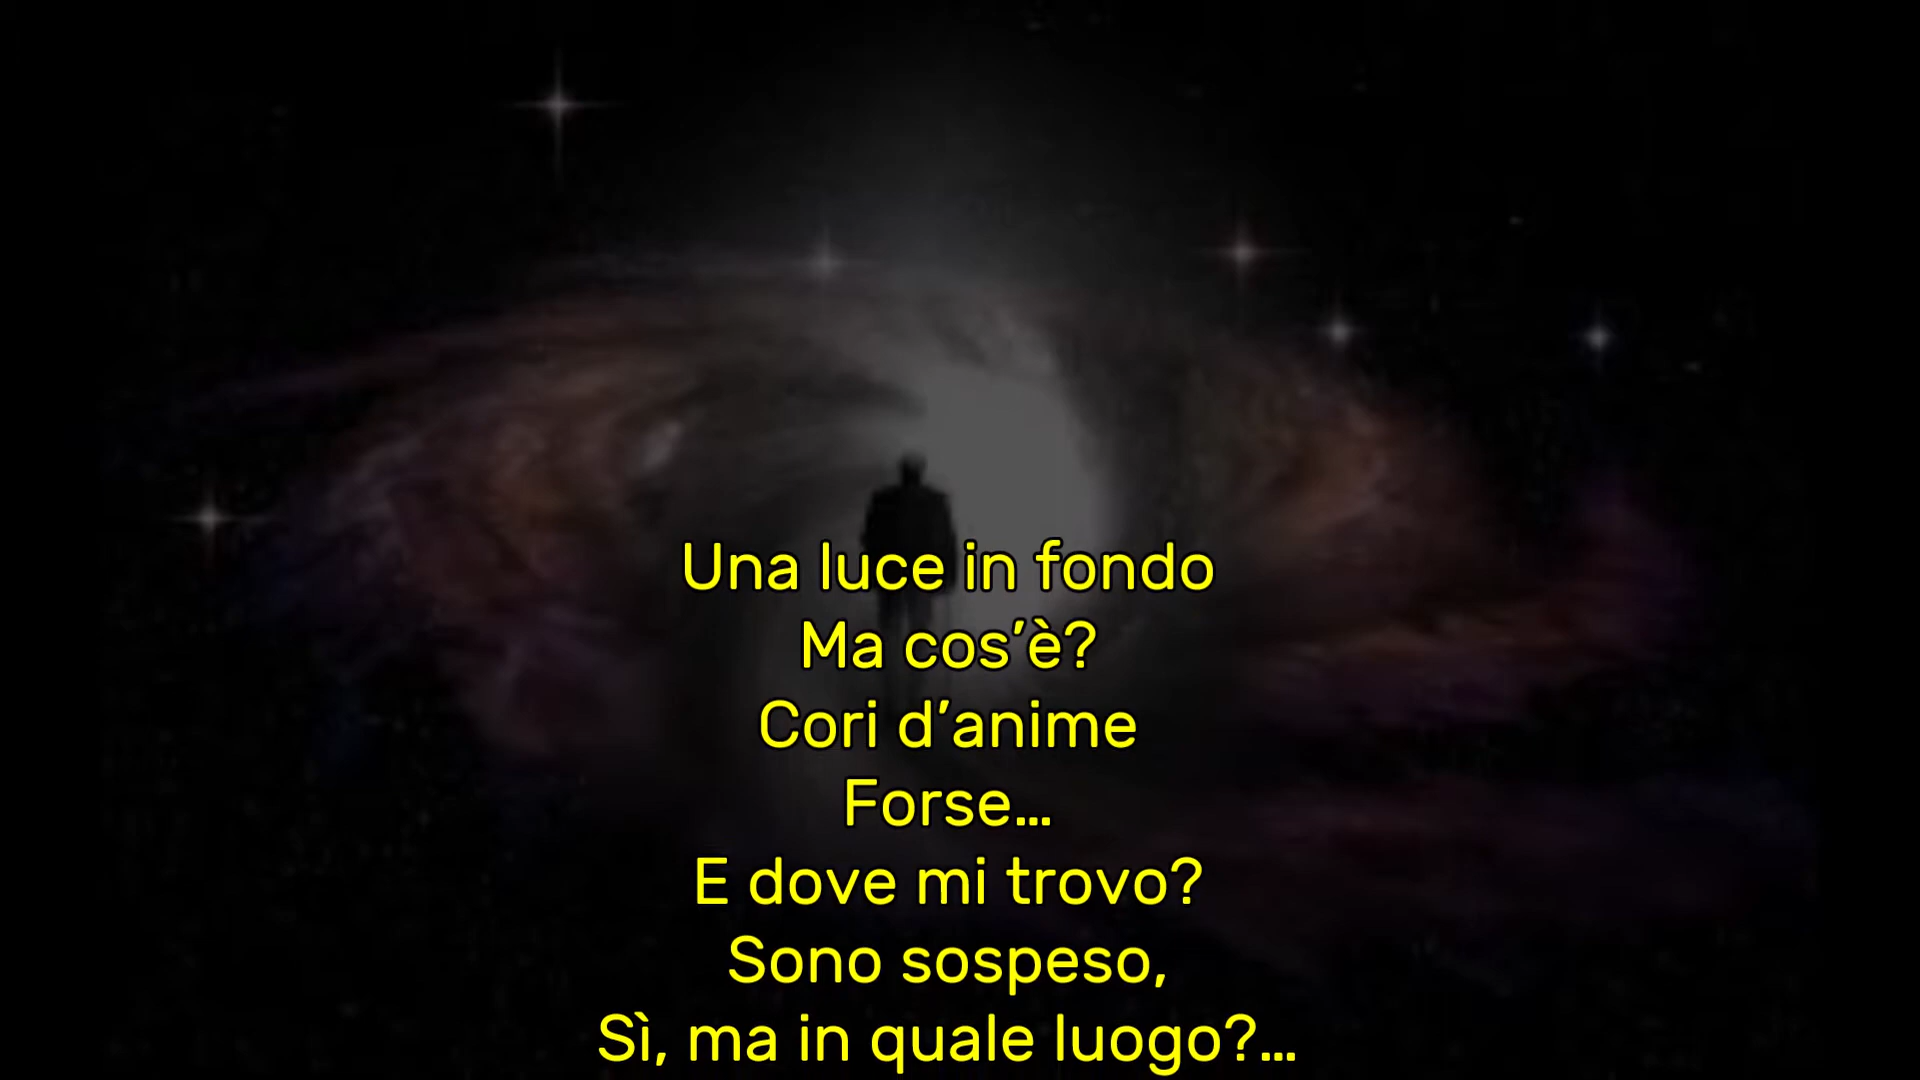 Una luce in fondo
Ma cos’è?
Cori d’anime
Forse…
E dove mi trovo?
Sono sospeso,
Sì, ma in quale luogo?…